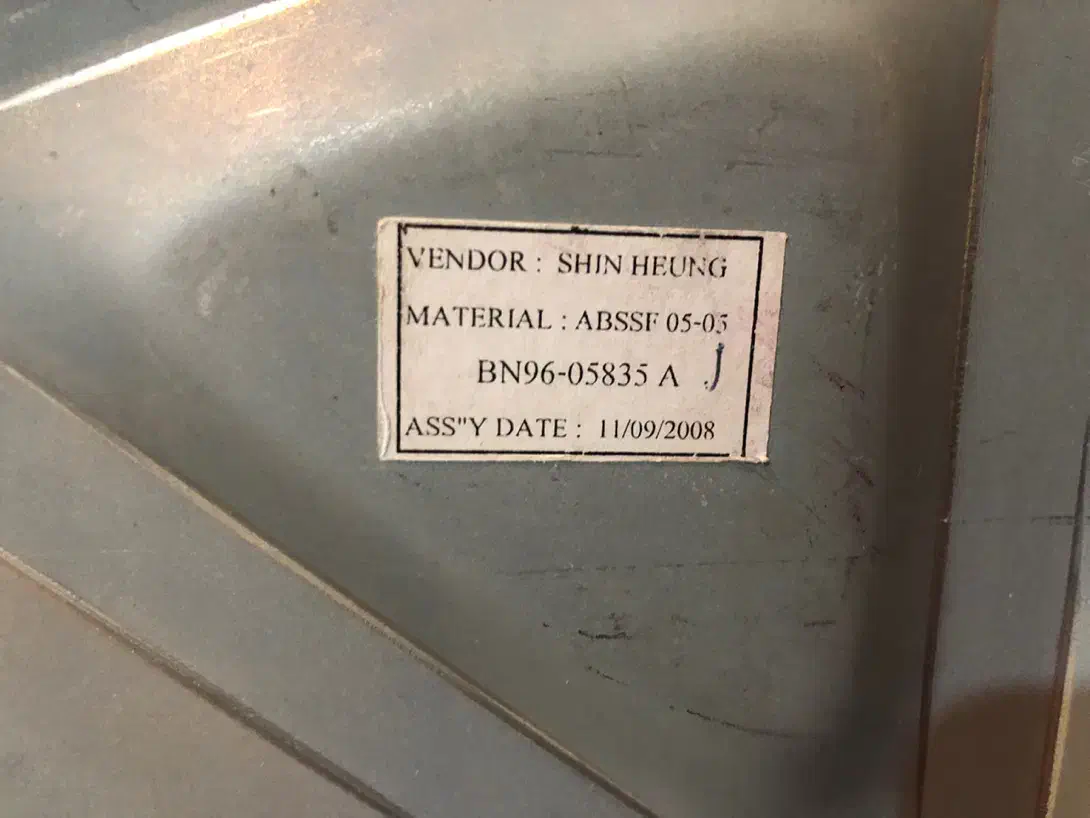 VENDOR : SHIN HEUNG
MATERIAL : ABSSF 05-05
BN96-05835 A J
ASS"Y DATE : 11/09/2008